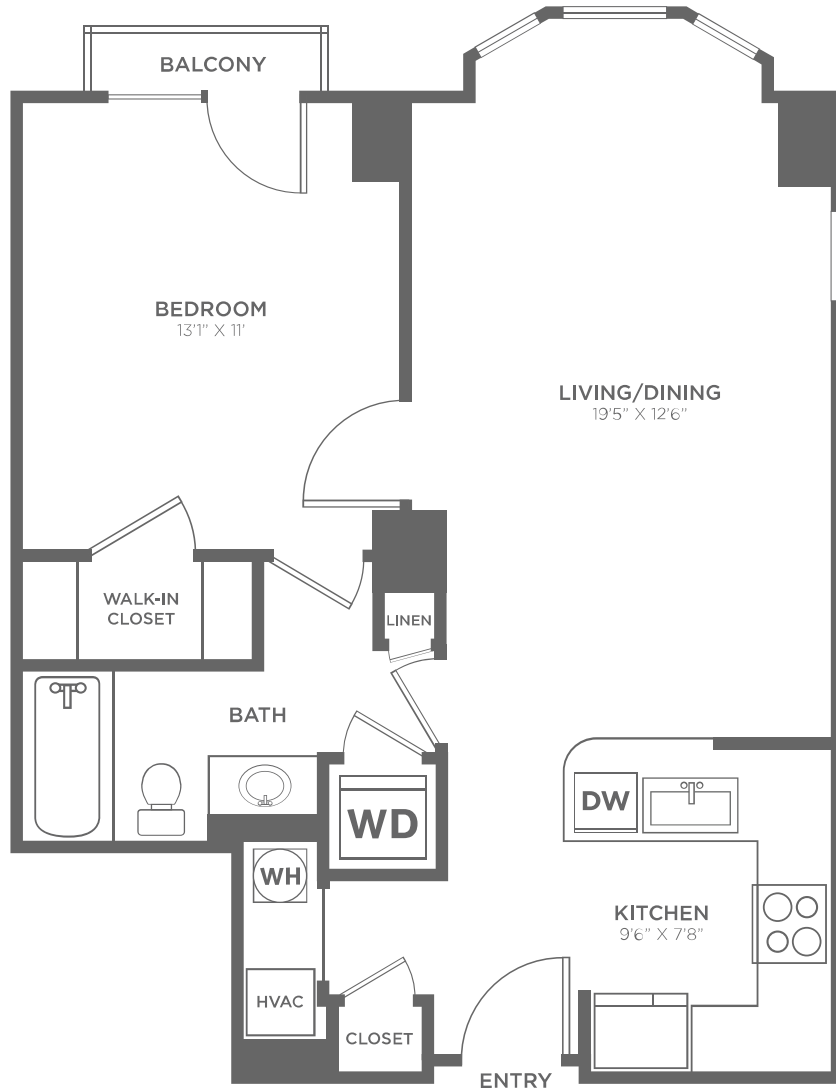 BALCONY
BEDROOM
13'1" X 11'
LIVING/DINING
19'5" X 12'6"
WALK-IN
CLOSET
LINEN
BATH
WD
DW
WH
KITCHEN
9'6" X 7'8"
HVAC
CLOSET
ENTRY